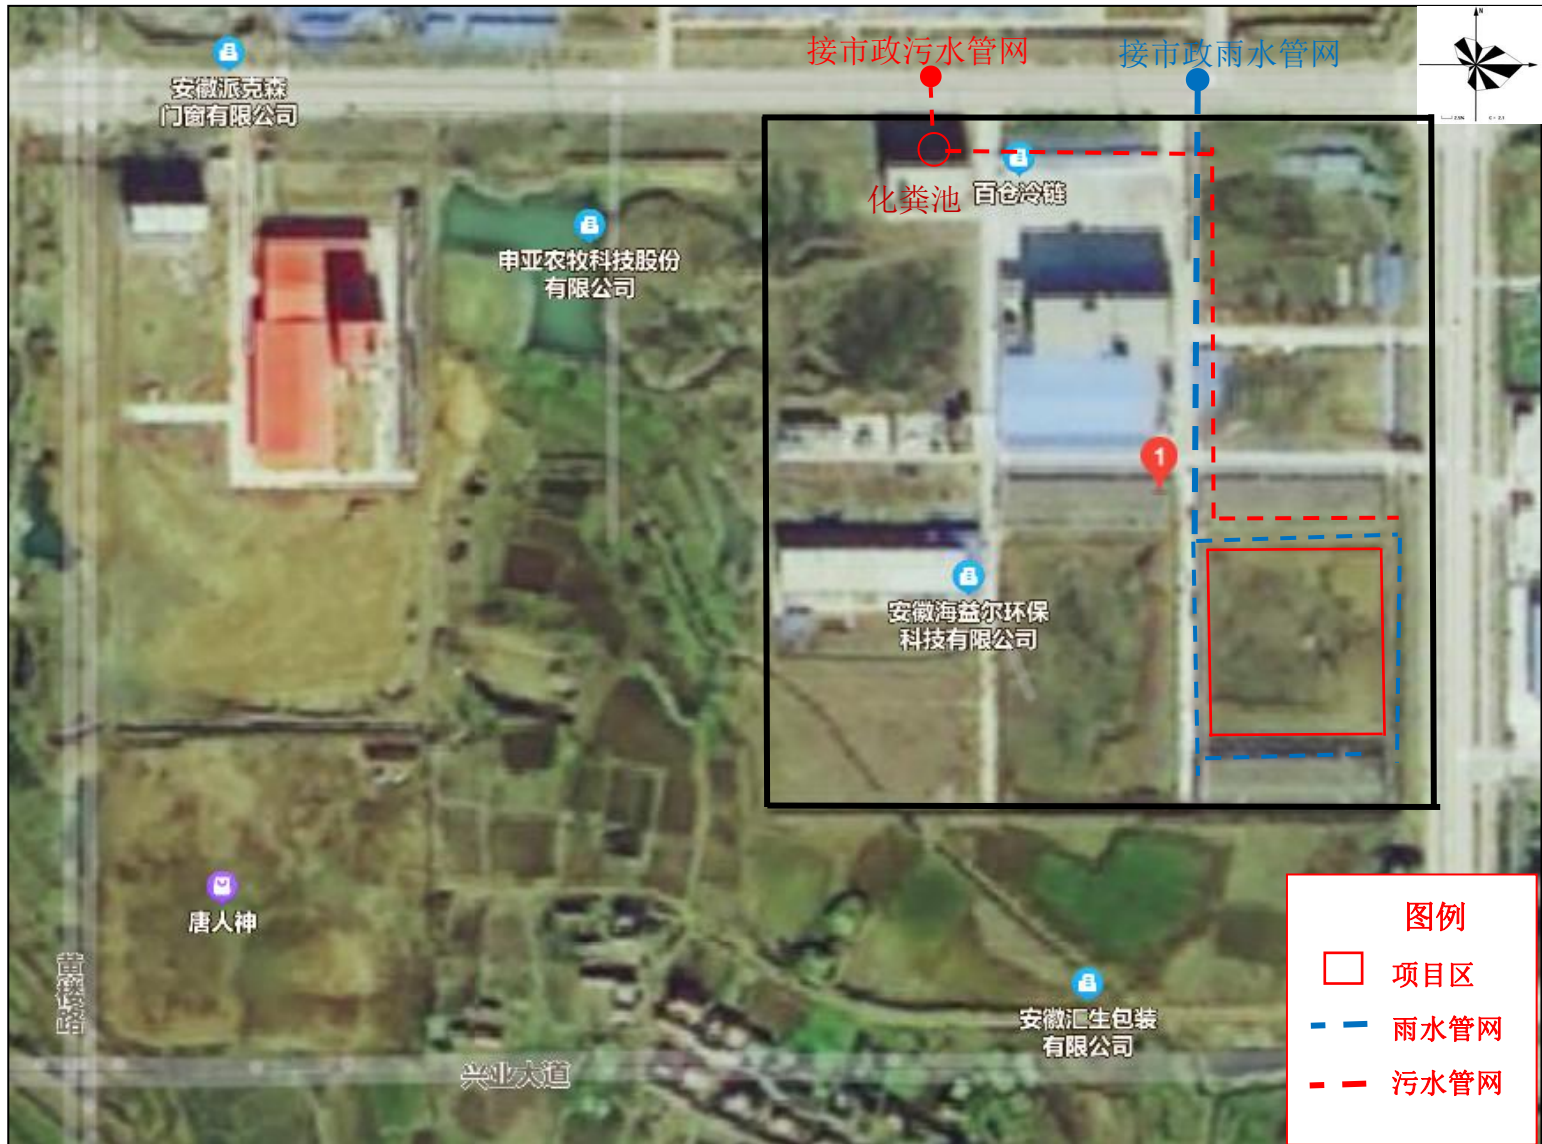 接市政污水管网
接市政雨水管网
N
安徽派克森
门窗有限公司
化粪池
百仓冷链
申亚农牧科技股份
有限公司
1
安徽海益尔环保
科技有限公司
唐人神
黄楼路
安徽汇生包装
有限公司
兴业大道
图例
项目区
雨水管网
污水管网